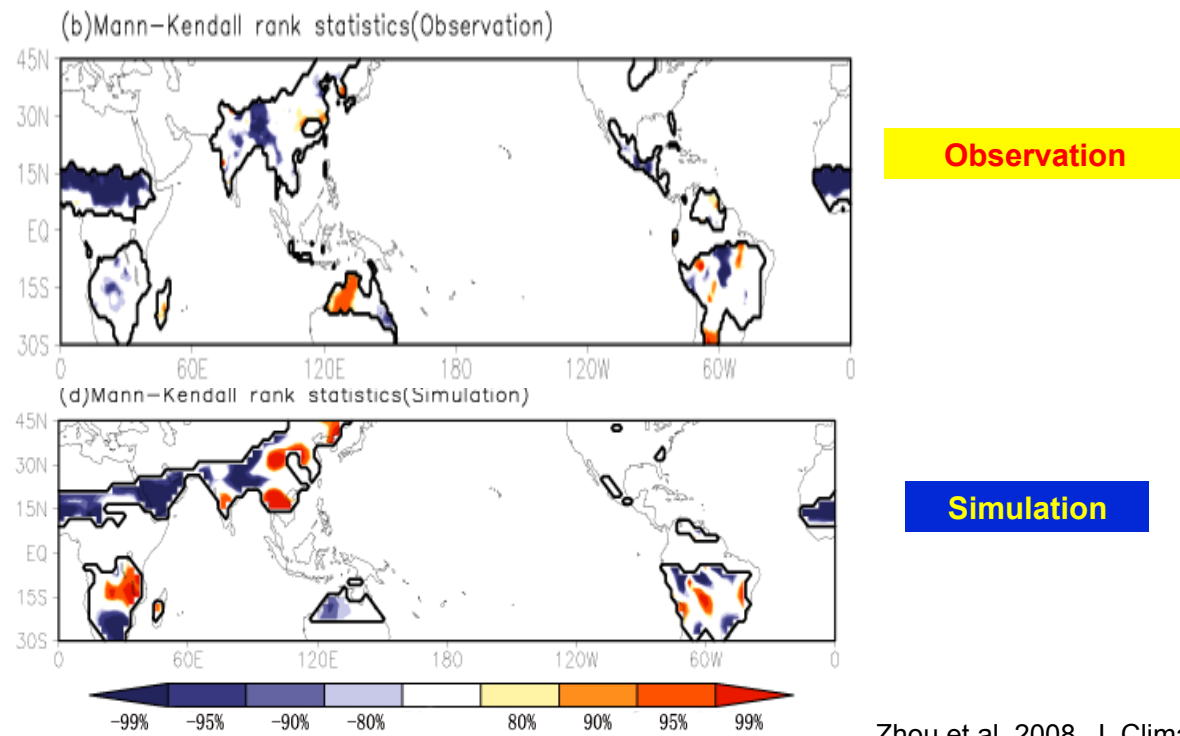 (b)Mann-Kendall rank statistics(Observation)
45N
30N
15N
EQ
15S
30S
0 60E 120E 180 120W 60W 0
Observation
(d)Mann-Kendall rank statistics(Simulation)
45N
30N
15N
EQ
15S
30S
0 60E 120E 180 120W 60W 0
Simulation
-99% -95% -90% -80% 80% 90% 95% 99%
Zhou et al. 2008, J. Clima